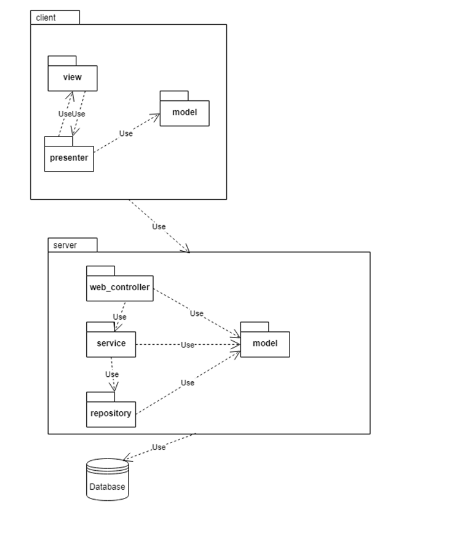 client
view
UseUse
model
Use
presenter
Use
server
web_controller
Use
Use
service
Use
model
Use
Use
repository
Use
Database